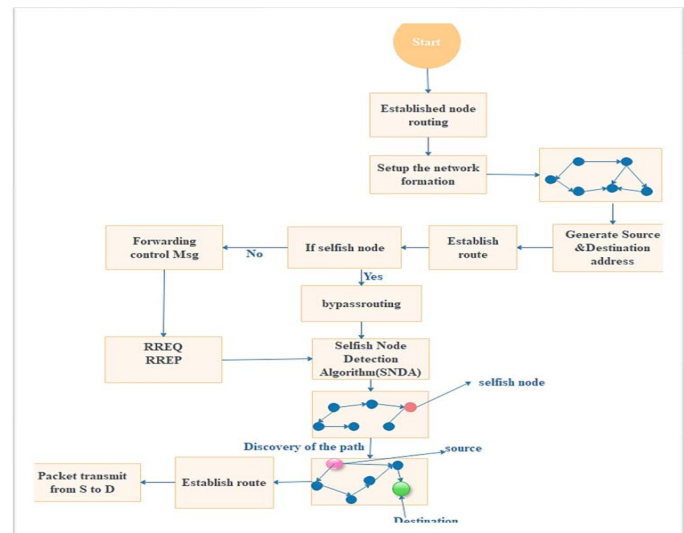 Start
Established node
routing
Setup the network
formation
Generate Source
&Destination
address
Establish
route
If selfish node
No
Forwarding
control Msg
Yes
bypassrouting
RREQ
RREP
Selfish Node
Detection
Algorithm(SNDA)
selfish node
Discovery of the path
source
Packet transmit
from S to D
Establish route
Destination